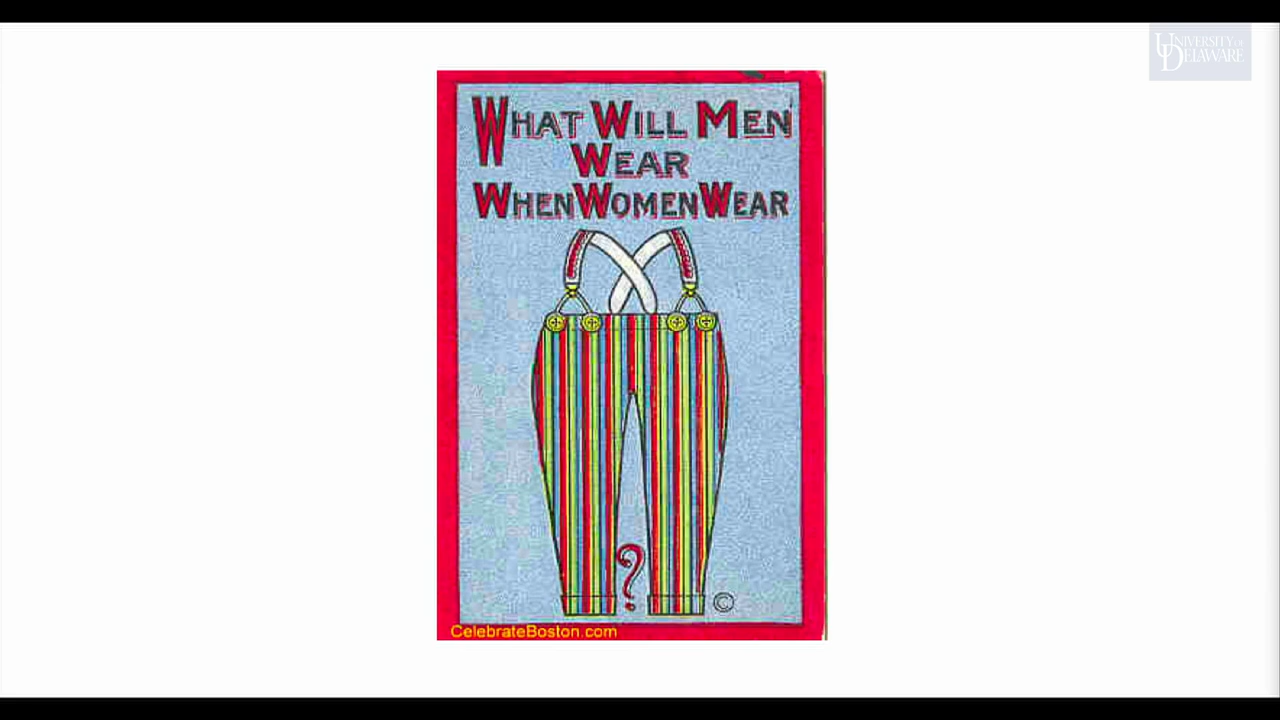 UNIVERSITY OF
DELAWARE
WHAT WILL MEN
WEAR
WHEN WOMEN WEAR
?
©
CelebrateBoston.com